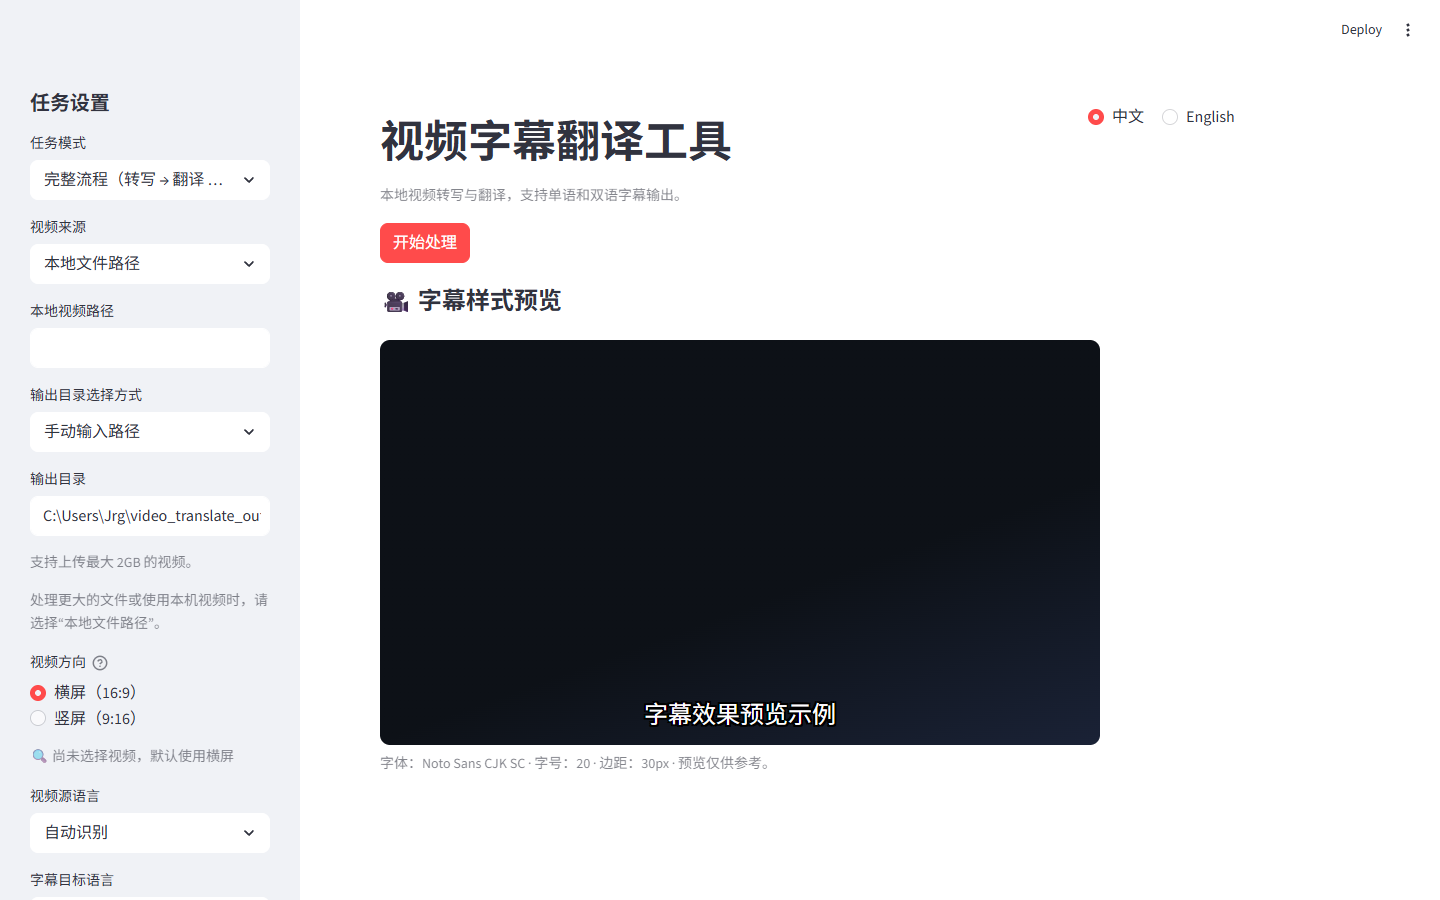 Deploy
任务设置
任务模式
完整流程（转写 → 翻译 ...
视频来源
本地文件路径
本地视频路径
输出目录选择方式
手动输入路径
输出目录
C:\Users\Jrg\video_translate_ou
支持上传最大 2GB 的视频。
处理更大的文件或使用本机视频时，请
选择“本地文件路径”。
视频方向
横屏（16:9）
竖屏（9:16）
尚未选择视频，默认使用横屏
视频源语言
自动识别
字幕目标语言
中文 English
视频字幕翻译工具
本地视频转写与翻译，支持单语和双语字幕输出。
开始处理
字幕样式预览
字幕效果预览示例
字体：Noto Sans CJK SC · 字号：20 · 边距：30px · 预览仅供参考。